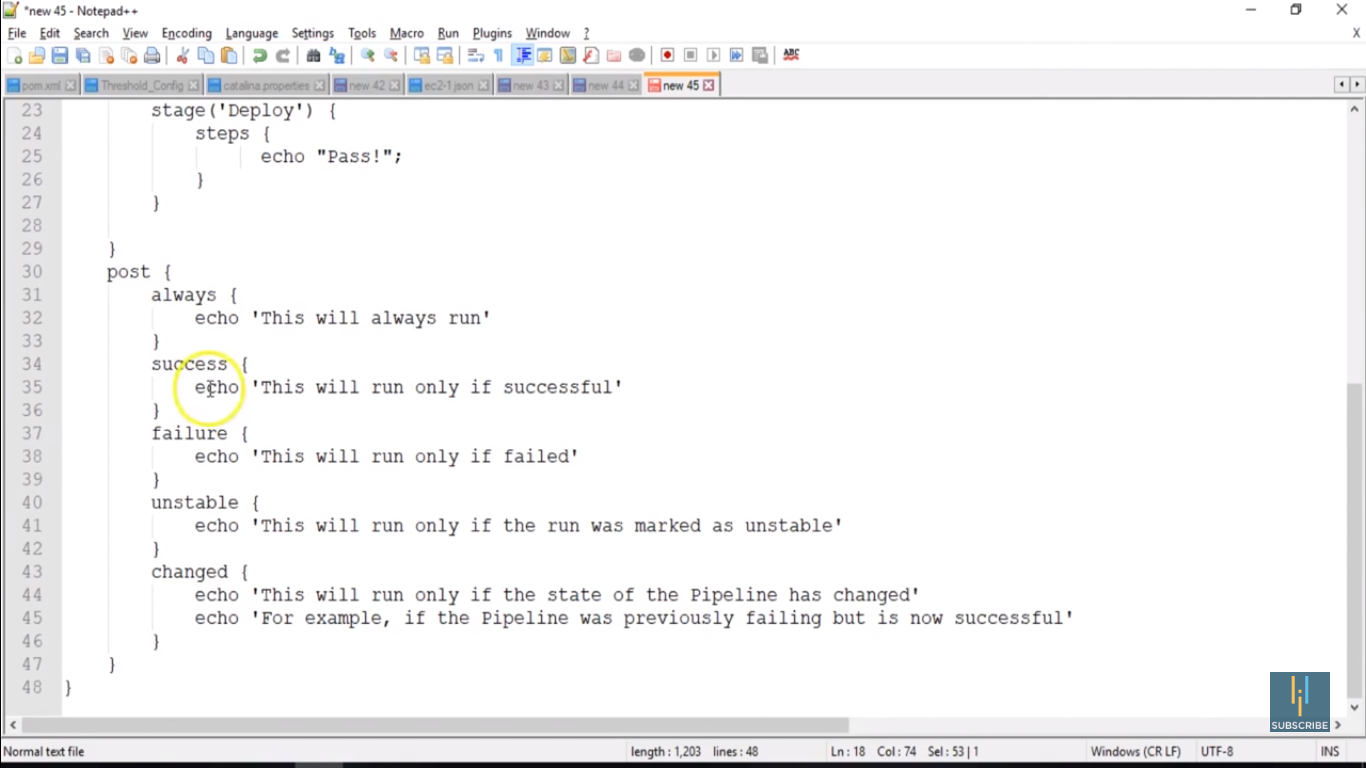 *new 45 - Notepad++
File Edit Search View Encoding Language Settings Tools Macro Run Plugins Window ? X
ABC
pom.xml Threshold_Config catalina.properties new 42 ec2-1.json new 43 new 44 new 45
23 stage('Deploy') {
24 steps {
25 echo "Pass!";
26 }
27 }
28
29 }
30 post {
31 always {
32 echo 'This will always run'
33 }
34 success {
35 echo 'This will run only if successful'
36 }
37 failure {
38 echo 'This will run only if failed'
39 }
40 unstable {
41 echo 'This will run only if the run was marked as unstable'
42 }
43 changed {
44 echo 'This will run only if the state of the Pipeline has changed'
45 echo 'For example, if the Pipeline was previously failing but is now successful'
46 }
47 }
48 }
SUBSCRIBE
Normal text file length : 1,203 lines : 48 Ln : 18 Col : 74 Sel : 53 | 1 Windows (CR LF) UTF-8 INS